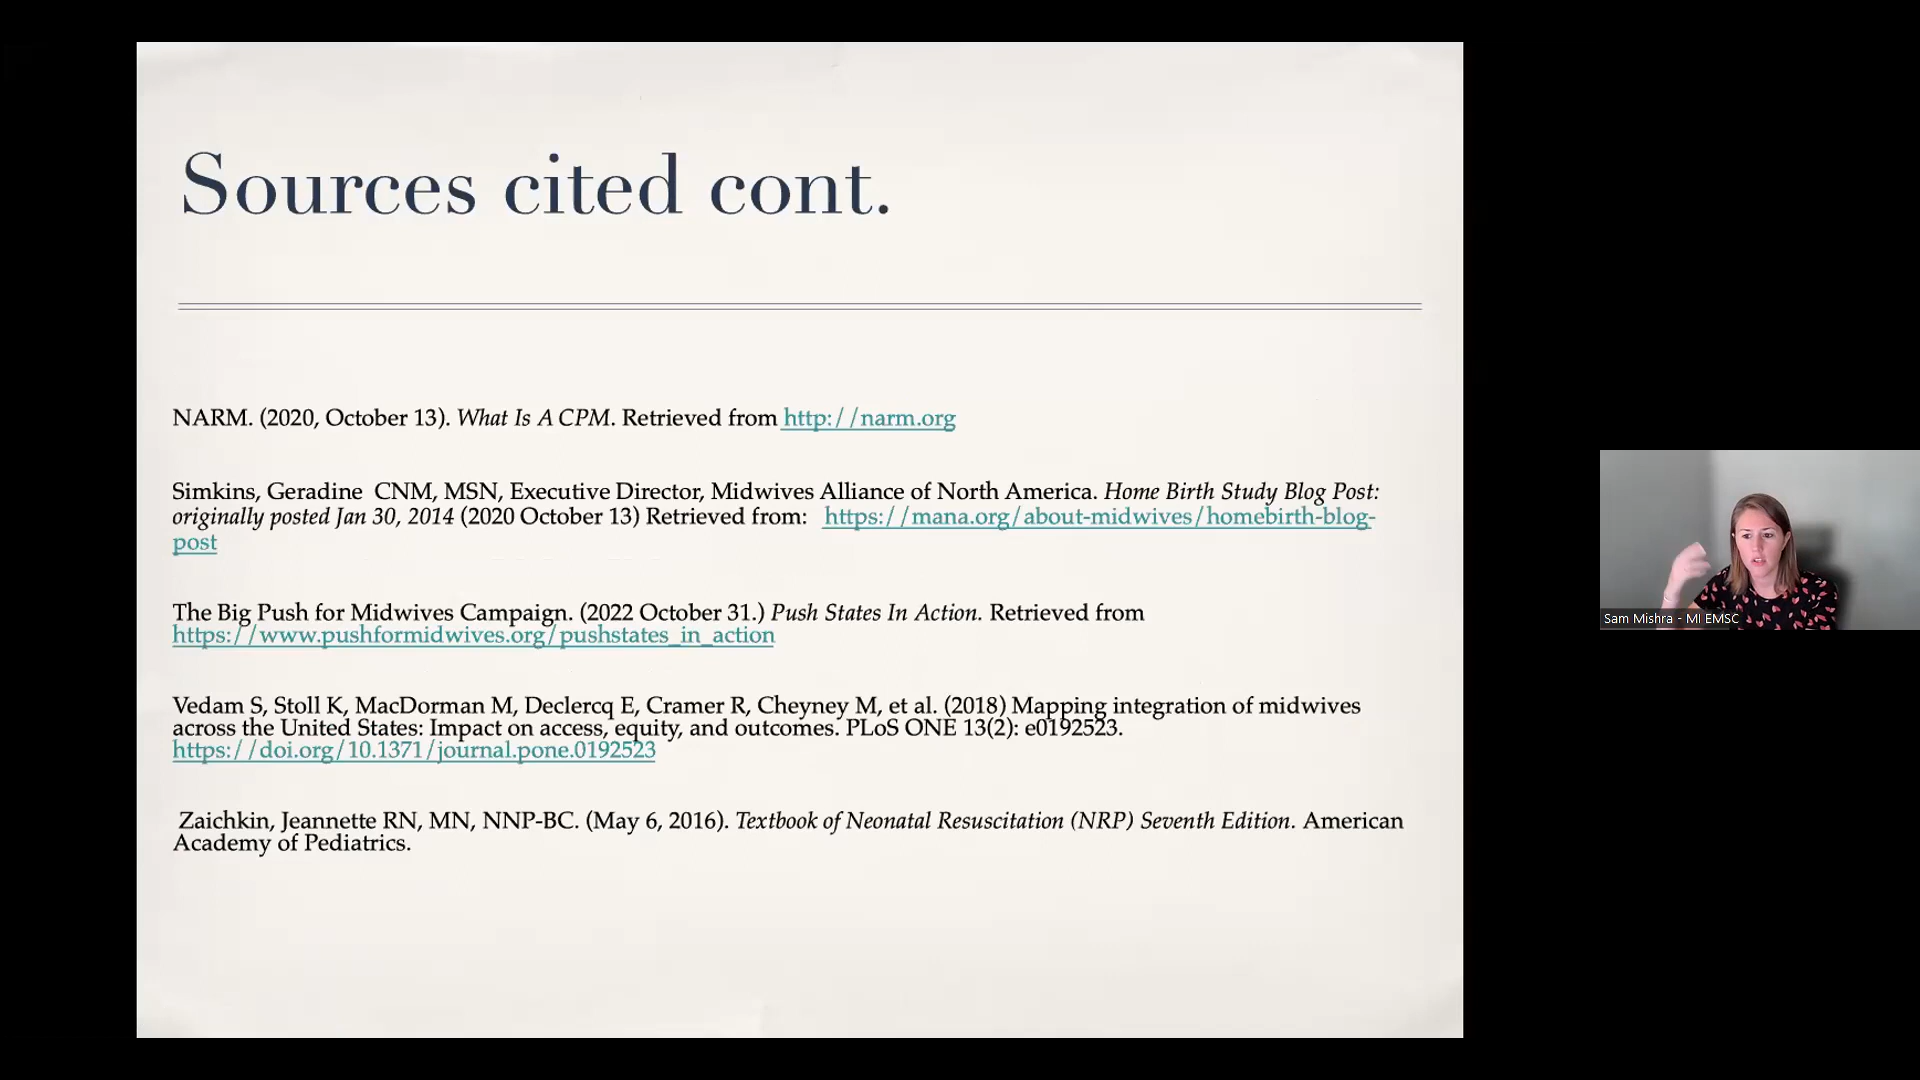 Sources cited cont.
NARM. (2020, October 13). What Is A CPM. Retrieved from http://narm.org
Simkins, Geradine  CNM, MSN, Executive Director, Midwives Alliance of North America. Home Birth Study Blog Post:
originally posted Jan 30, 2014 (2020 October 13) Retrieved from:   https://mana.org/about-midwives/homebirth-blog-
post
The Big Push for Midwives Campaign. (2022 October 31.) Push States In Action. Retrieved from
https://www.pushformidwives.org/pushstates_in_action
Vedam S, Stoll K, MacDorman M, Declercq E, Cramer R, Cheyney M, et al. (2018) Mapping integration of midwives
across the United States: Impact on access, equity, and outcomes. PLoS ONE 13(2): e0192523.
https://doi.org/10.1371/journal.pone.0192523
Zaichkin, Jeannette RN, MN, NNP-BC. (May 6, 2016). Textbook of Neonatal Resuscitation (NRP) Seventh Edition. American
Academy of Pediatrics.
Sam Mishra - MI EMSC